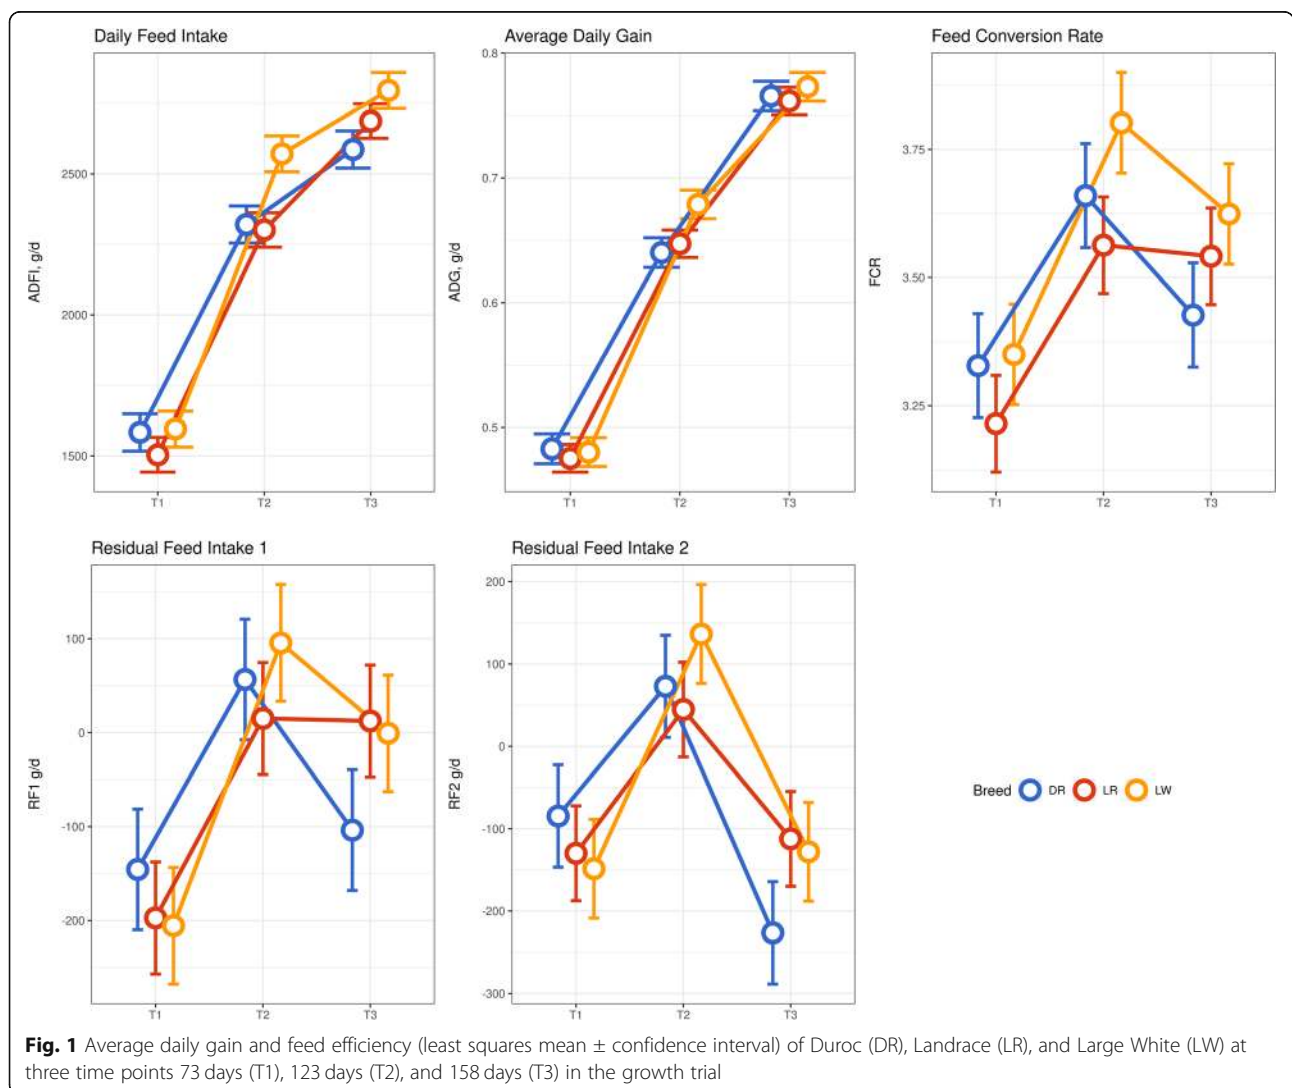 Daily Feed Intake
ADFI, g/d
2500
2000
1500
T1 T2 T3
Average Daily Gain
ADG, g/d
0.8
0.7
0.6
0.5
T1 T2 T3
Feed Conversion Rate
FCR
3.75
3.50
3.25
T1 T2 T3
Residual Feed Intake 1
RF1 g/d
100
0
-100
-200
T1 T2 T3
Residual Feed Intake 2
RF2 g/d
200
100
0
-100
-200
-300
T1 T2 T3
Breed DR LR LW
Fig. 1 Average daily gain and feed efficiency (least squares mean ± confidence interval) of Duroc (DR), Landrace (LR), and Large White (LW) at
three time points 73 days (T1), 123 days (T2), and 158 days (T3) in the growth trial